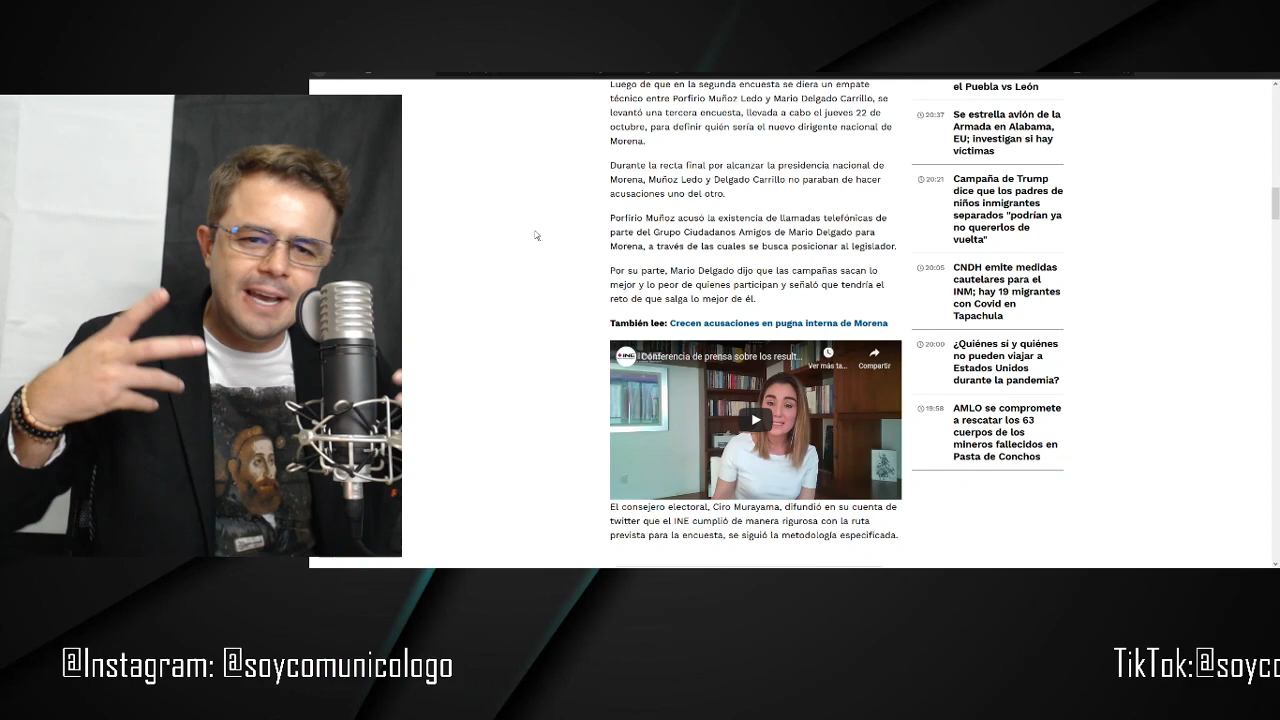 Luego de que en la segunda encuesta se diera un empate
técnico entre Porfirio Muñoz Ledo y Mario Delgado Carrillo, se
levantó una tercera encuesta, llevada a cabo el jueves 22 de
octubre, para definir quién sería el nuevo dirigente nacional de
Morena.
Durante la recta final por alcanzar la presidencia nacional de
Morena, Muñoz Ledo y Delgado Carrillo no paraban de hacer
acusaciones uno del otro.
Porfirio Muñoz acusó la existencia de llamadas telefónicas de
parte del Grupo Ciudadanos Amigos de Mario Delgado para
Morena, a través de las cuales se busca posicionar al legislador.
Por su parte, Mario Delgado dijo que las campañas sacan lo
mejor y lo peor de quienes participan y señaló que tendría el
reto de que salga lo mejor de él.
También lee: Crecen acusaciones en pugna interna de Morena
INE
Conferencia de prensa sobre los result...
Ver más ta...
Compartir
El consejero electoral, Ciro Murayama, difundió en su cuenta de
twitter que el INE cumplió de manera rigurosa con la ruta
prevista para la encuesta, se siguió la metodología especificada.
el Puebla vs León
20:37 Se estrella avión de la
Armada en Alabama,
EU; investigan si hay
víctimas
20:21 Campaña de Trump
dice que los padres de
niños inmigrantes
separados "podrían ya
no quererlos de
vuelta"
20:05 CNDH emite medidas
cautelares para el
INM; hay 19 migrantes
con Covid en
Tapachula
20:00 ¿Quiénes sí y quiénes
no pueden viajar a
Estados Unidos
durante la pandemia?
19:58 AMLO se compromete
a rescatar los 63
cuerpos de los
mineros fallecidos en
Pasta de Conchos
@Instagram: @soycomunicologo
TikTok:@soyco